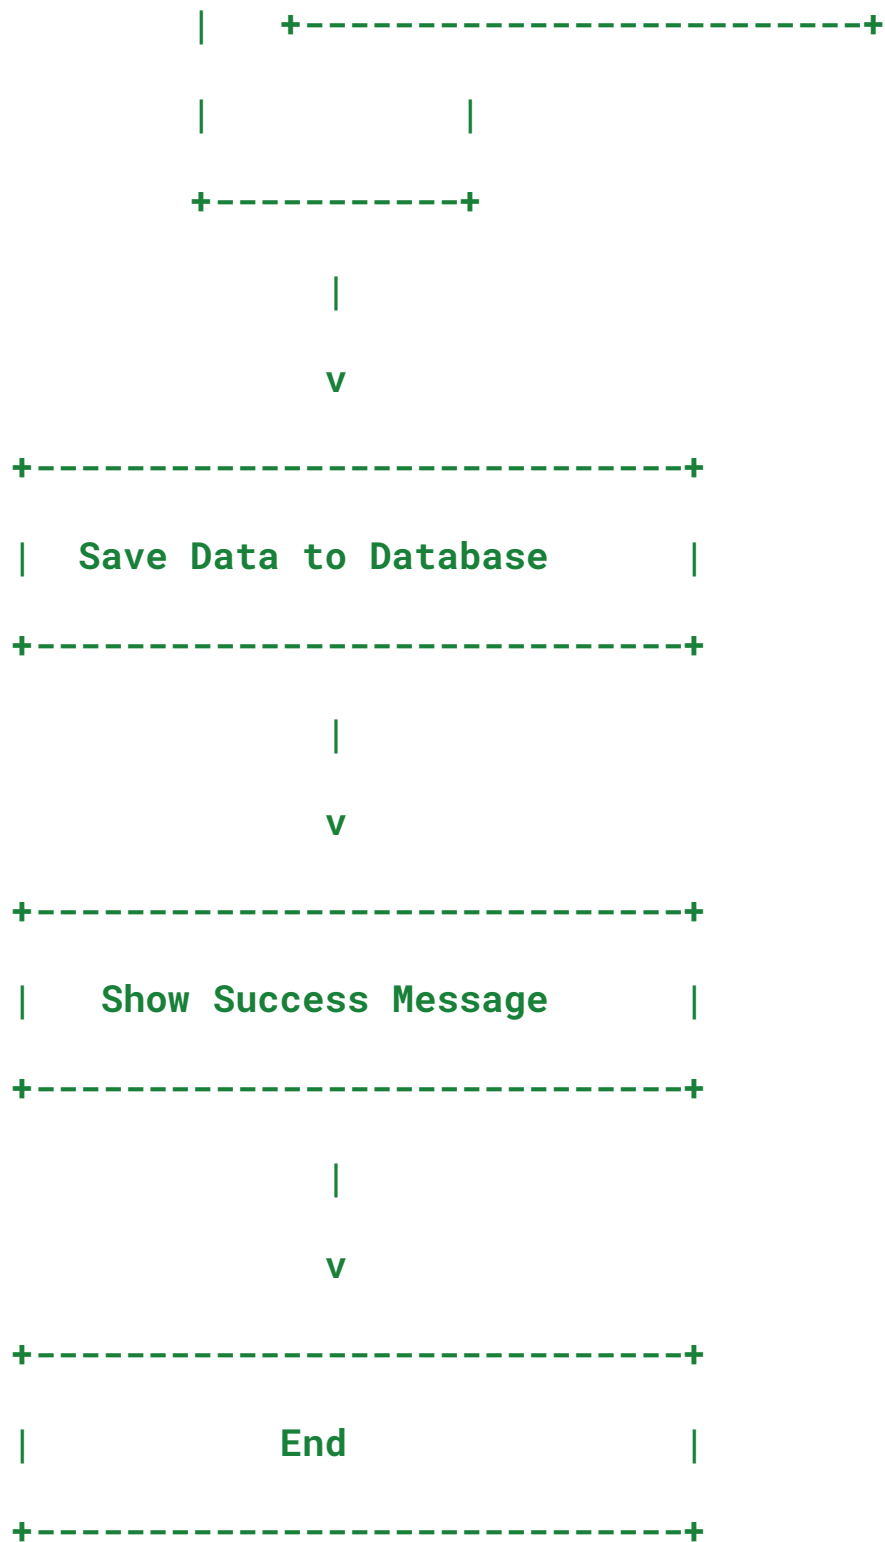 |   +-------------------------+
        |           |
        +-----------+
              |
              v
+-----------------------------+
|  Save Data to Database      |
+-----------------------------+
              |
              v
+-----------------------------+
|   Show Success Message      |
+-----------------------------+
              |
              v
+-----------------------------+
|           End               |
+-----------------------------+